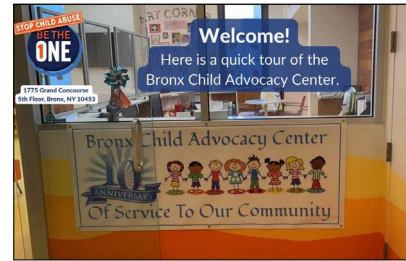 STOP CHILD ABUSE
BE THE
ONE
1775 Grand Concourse
5th Floor, Bronx, NY 10453
Welcome!
Here is a quick tour of the
Bronx Child Advocacy Center.
Bronx Child Advocacy Center
10
ANNIVERSARY
Of Service To Our Community